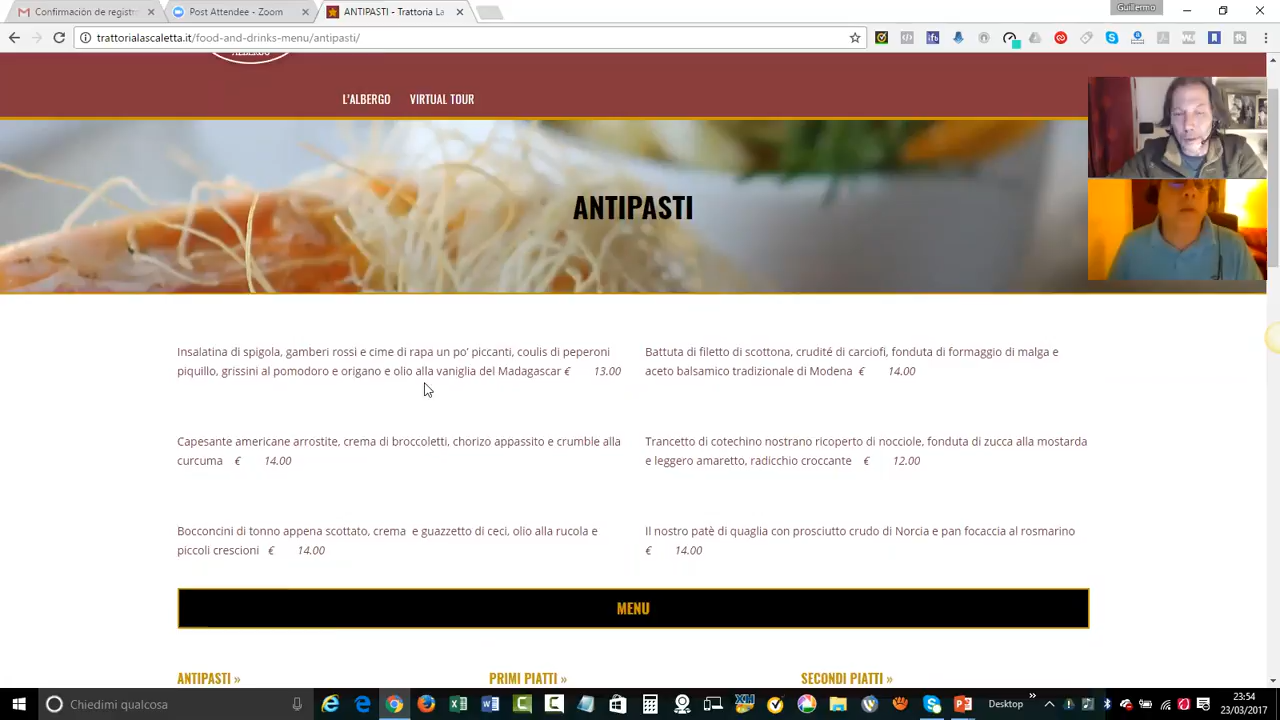 Confirmación de registr
Post Attendee - Zoom
ANTIPASTI - Trattoria La
Guillermo
trattorialascaletta.it/food-and-drinks-menu/antipasti/
ALBERGO
L'ALBERGO VIRTUAL TOUR
ANTIPASTI
Insalatina di spigola, gamberi rossi e cime di rapa un po' piccanti, coulis di peperoni
piquillo, grissini al pomodoro e origano e olio alla vaniglia del Madagascar € 13.00
Battuta di filetto di scottona, crudité di carciofi, fonduta di formaggio di malga e
aceto balsamico tradizionale di Modena € 14.00
Capesante americane arrostite, crema di broccoletti, chorizo appassito e crumble alla
curcuma € 14.00
Trancetto di cotechino nostrano ricoperto di nocciole, fonduta di zucca alla mostarda
e leggero amaretto, radicchio croccante € 12.00
Bocconcini di tonno appena scottato, crema e guazzetto di ceci, olio alla rucola e
piccoli crescioni € 14.00
Il nostro patè di quaglia con prosciutto crudo di Norcia e pan focaccia al rosmarino
€ 14.00
MENU
ANTIPASTI » PRIMI PIATTI » SECONDI PIATTI »
Chiedimi qualcosa
Desktop
23:54
23/03/2017